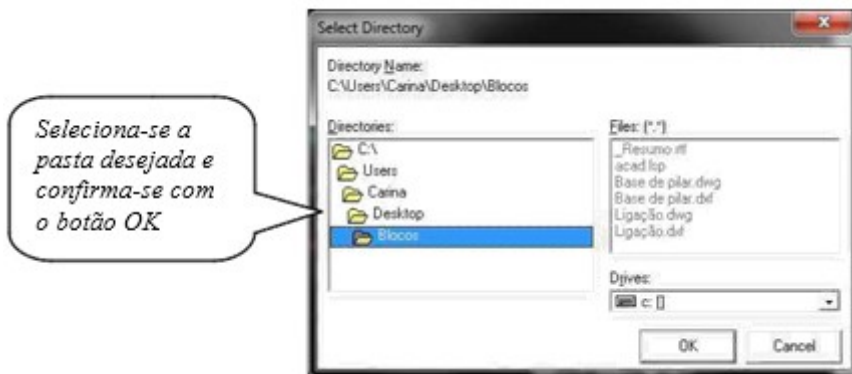 Select Directory
Directory Name:
C:\Users\Carina\Desktop\Blocos
Seleciona-se a
pasta desejada e
confirma-se com
o botão OK
Directories:
C:\
Users
Carina
Desktop
Blocos
Files: (*.*)
_Resumo.rtf
acad.lsp
Base de pilar.dwg
Base de pilar.dxf
Ligação.dwg
Ligação.dxf
Drives:
c: []
OK
Cancel